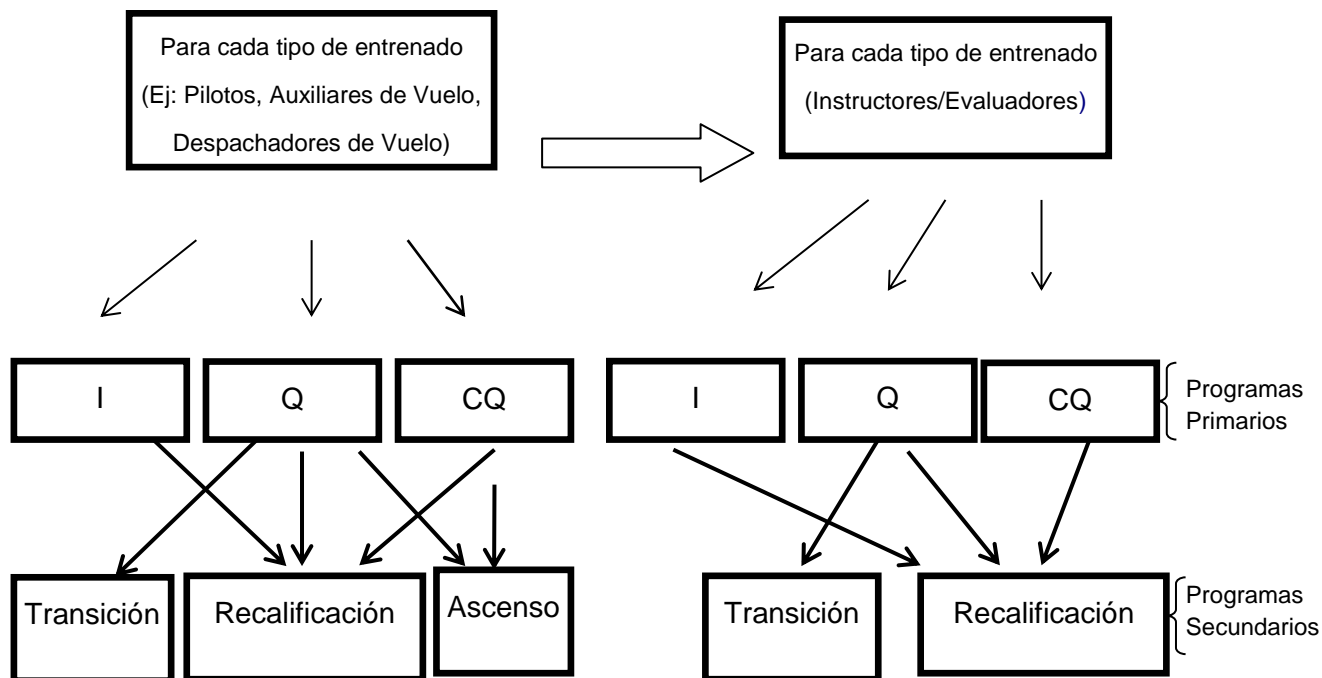 Para cada tipo de entrenado
(Ej: Pilotos, Auxiliares de Vuelo,
Despachadores de Vuelo)
Para cada tipo de entrenado
(Instructores/Evaluadores)
I
Q
CQ
I
Q
CQ
Programas
Primarios
Transición
Recalificación
Ascenso
Transición
Recalificación
Programas
Secundarios